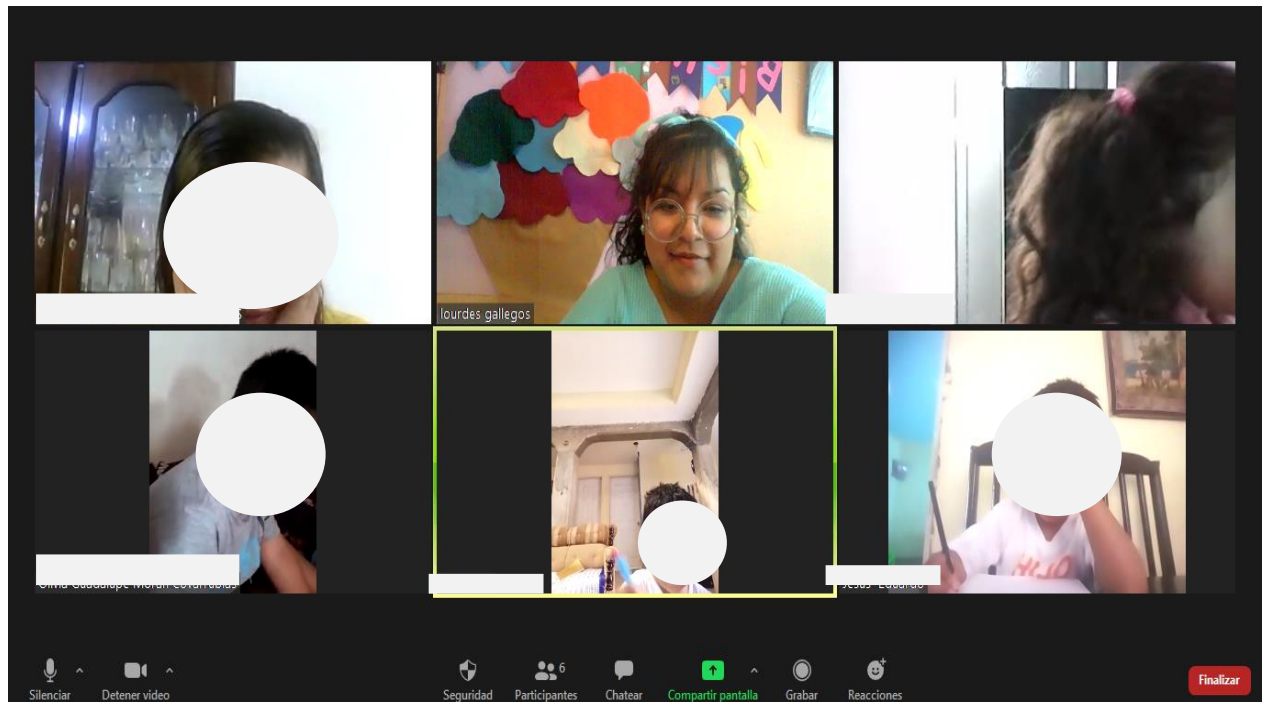 lourdes gallegos
Silenciar
Detener video
Seguridad
Participantes
6
Chatear
Compartir pantalla
Grabar
Reacciones
Finalizar